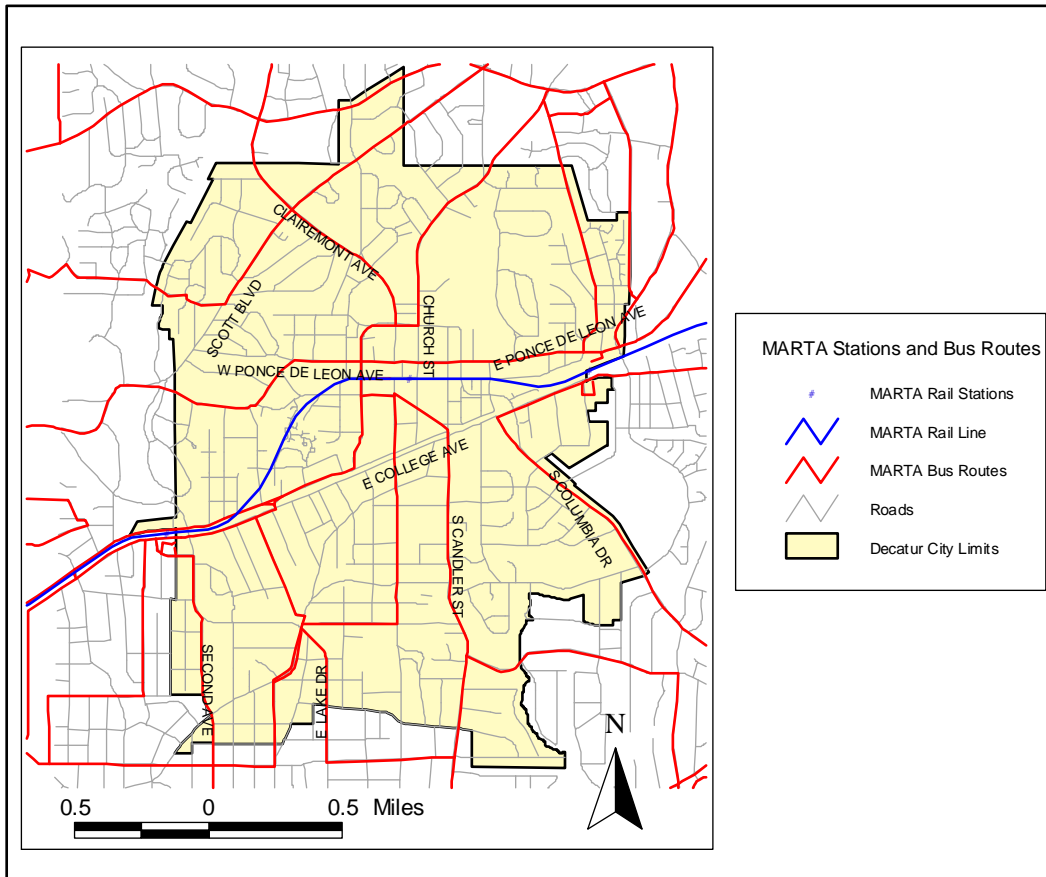 CLAIREMONT AVE
SCOTT BLVD
CHURCH ST
E PONCE DE LEON AVE
W PONCE DE LEON AVE
E COLLEGE AVE
S COLUMBIA DR
S CANDLER ST
SECOND AVE
E LAKE DR
N
0.5 0 0.5 Miles
MARTA Stations and Bus Routes
MARTA Rail Stations
MARTA Rail Line
MARTA Bus Routes
Roads
Decatur City Limits